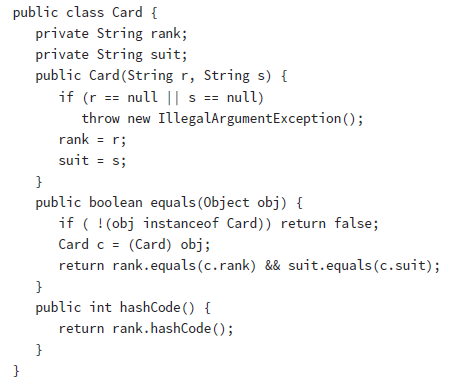 public class Card {
   private String rank;
   private String suit;
   public Card(String r, String s) {
      if (r == null || s == null)
         throw new IllegalArgumentException();
      rank = r;
      suit = s;
   }
   public boolean equals(Object obj) {
      if ( !(obj instanceof Card)) return false;
      Card c = (Card) obj;
      return rank.equals(c.rank) && suit.equals(c.suit);
   }
   public int hashCode() {
      return rank.hashCode();
   }
}